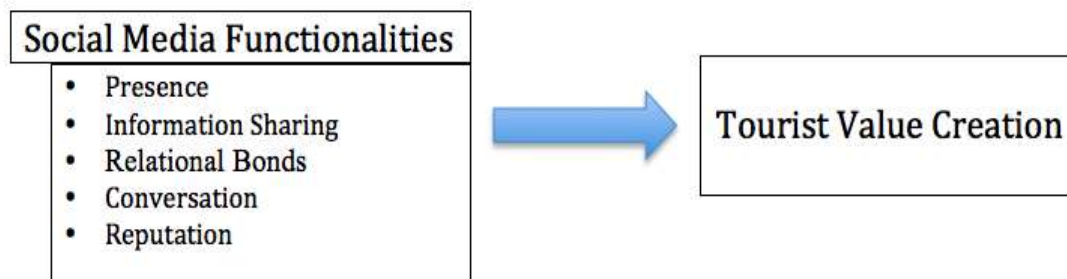 Social Media Functionalities
• Presence
• Information Sharing
• Relational Bonds
• Conversation
• Reputation
Tourist Value Creation